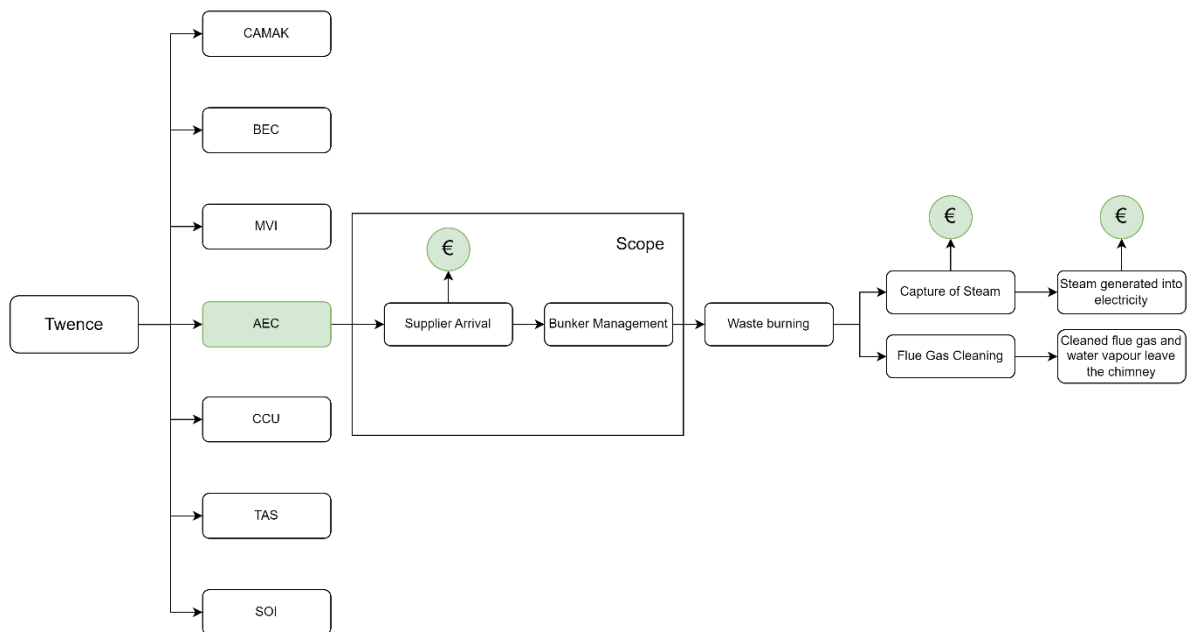 CAMAK
BEC
MVI
Twence
AEC
CCU
TAS
SOI
Scope
€
Supplier Arrival
Bunker Management
Waste burning
€
€
Capture of Steam
Steam generated into
electricity
Flue Gas Cleaning
Cleaned flue gas and
water vapour leave
the chimney